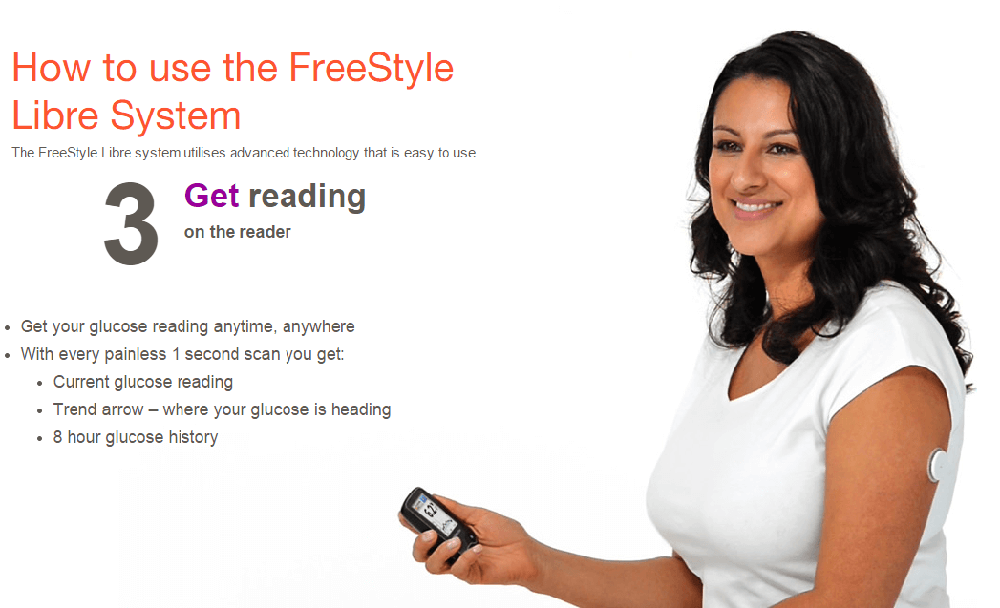 How to use the FreeStyle
Libre System
The FreeStyle Libre system utilises advanced technology that is easy to use.
3
Get reading
on the reader
Get your glucose reading anytime, anywhere
With every painless 1 second scan you get:
Current glucose reading
Trend arrow – where your glucose is heading
8 hour glucose history
6.2